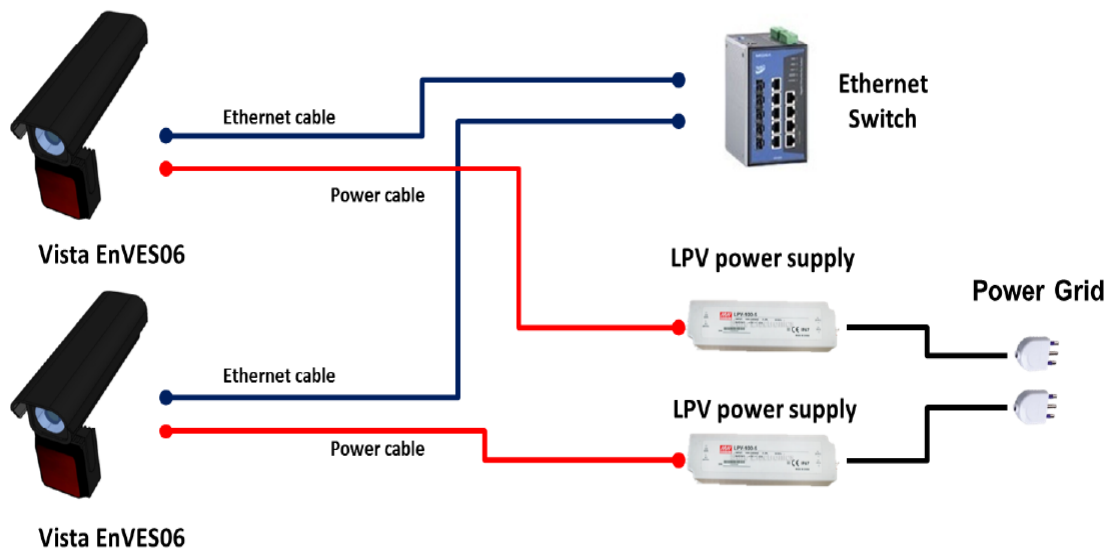 Ethernet cable
Power cable
Vista EnVES06
Ethernet
Switch
LPV power supply
Power Grid
Ethernet cable
Power cable
LPV power supply
Vista EnVES06